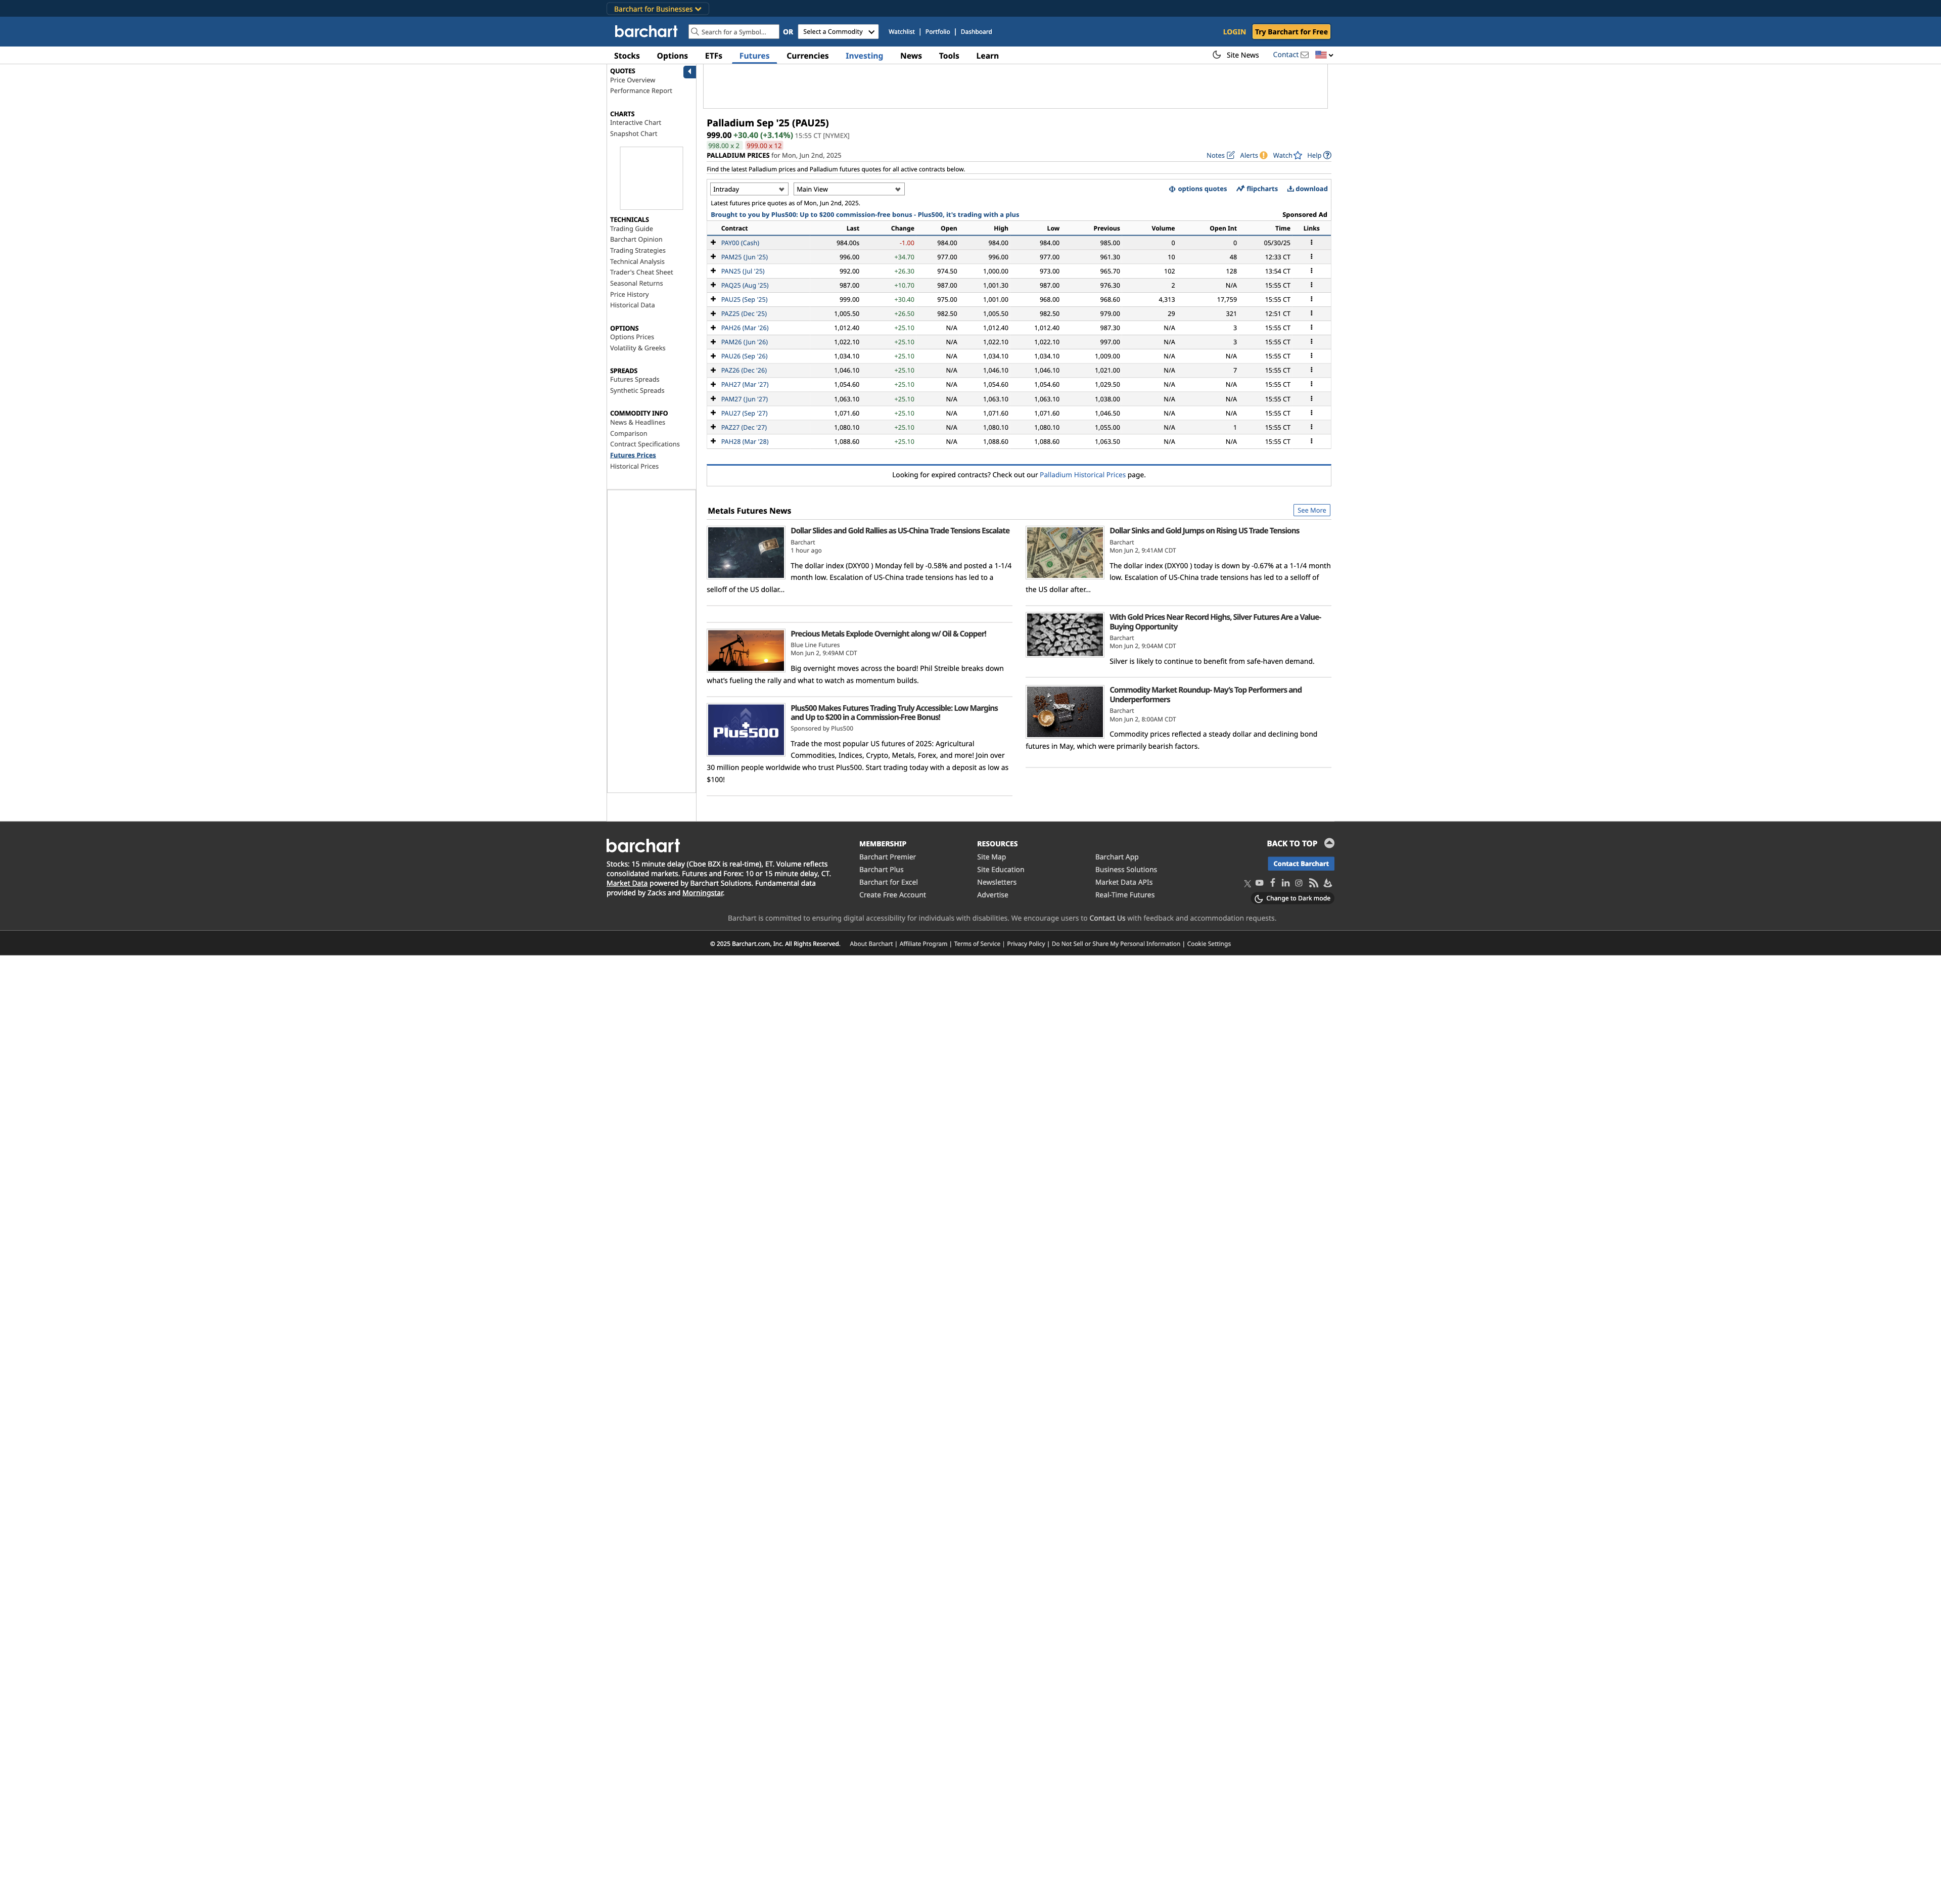 Barchart for Businesses
barchart
Search for a Symbol...
OR
Select a Commodity
Watchlist | Portfolio | Dashboard
LOGIN
Try Barchart for Free
Stocks Options ETFs Futures Currencies Investing News Tools Learn
Site News Contact
QUOTES
Price Overview
Performance Report
CHARTS
Interactive Chart
Snapshot Chart
TECHNICALS
Trading Guide
Barchart Opinion
Trading Strategies
Technical Analysis
Trader's Cheat Sheet
Seasonal Returns
Price History
Historical Data
OPTIONS
Options Prices
Volatility & Greeks
SPREADS
Futures Spreads
Synthetic Spreads
COMMODITY INFO
News & Headlines
Comparison
Contract Specifications
Futures Prices
Historical Prices
Palladium Sep '25 (PAU25)
999.00 +30.40 (+3.14%) 15:55 CT [NYMEX]
998.00 x 2 999.00 x 12
PALLADIUM PRICES for Mon, Jun 2nd, 2025
Notes Alerts Watch Help
Find the latest Palladium prices and Palladium futures quotes for all active contracts below.
Intraday Main View
options quotes flipcharts download
Latest futures price quotes as of Mon, Jun 2nd, 2025.
Brought to you by Plus500: Up to $200 commission-free bonus - Plus500, it's trading with a plus
Sponsored Ad
Contract Last Change Open High Low Previous Volume Open Int Time Links
PAY00 (Cash) 984.00s -1.00 984.00 984.00 984.00 985.00 0 0 05/30/25
PAM25 (Jun '25) 996.00 +34.70 977.00 996.00 977.00 961.30 10 48 12:33 CT
PAN25 (Jul '25) 992.00 +26.30 974.50 1,000.00 973.00 965.70 102 128 13:54 CT
PAQ25 (Aug '25) 987.00 +10.70 987.00 1,001.30 987.00 976.30 2 N/A 15:55 CT
PAU25 (Sep '25) 999.00 +30.40 975.00 1,001.00 968.00 968.60 4,313 17,759 15:55 CT
PAZ25 (Dec '25) 1,005.50 +26.50 982.50 1,005.50 982.50 979.00 29 321 12:51 CT
PAH26 (Mar '26) 1,012.40 +25.10 N/A 1,012.40 1,012.40 987.30 N/A 3 15:55 CT
PAM26 (Jun '26) 1,022.10 +25.10 N/A 1,022.10 1,022.10 997.00 N/A 3 15:55 CT
PAU26 (Sep '26) 1,034.10 +25.10 N/A 1,034.10 1,034.10 1,009.00 N/A N/A 15:55 CT
PAZ26 (Dec '26) 1,046.10 +25.10 N/A 1,046.10 1,046.10 1,021.00 N/A 7 15:55 CT
PAH27 (Mar '27) 1,054.60 +25.10 N/A 1,054.60 1,054.60 1,029.50 N/A N/A 15:55 CT
PAM27 (Jun '27) 1,063.10 +25.10 N/A 1,063.10 1,063.10 1,038.00 N/A N/A 15:55 CT
PAU27 (Sep '27) 1,071.60 +25.10 N/A 1,071.60 1,071.60 1,046.50 N/A N/A 15:55 CT
PAZ27 (Dec '27) 1,080.10 +25.10 N/A 1,080.10 1,080.10 1,055.00 N/A 1 15:55 CT
PAH28 (Mar '28) 1,088.60 +25.10 N/A 1,088.60 1,088.60 1,063.50 N/A N/A 15:55 CT
Looking for expired contracts? Check out our Palladium Historical Prices page.
Metals Futures News
See More
Dollar Slides and Gold Rallies as US-China Trade Tensions Escalate
Barchart
1 hour ago
The dollar index (DXY00 ) Monday fell by -0.58% and posted a 1-1/4
month low. Escalation of US-China trade tensions has led to a
selloff of the US dollar...
Precious Metals Explode Overnight along w/ Oil & Copper!
Blue Line Futures
Mon Jun 2, 9:49AM CDT
Big overnight moves across the board! Phil Streible breaks down
what's fueling the rally and what to watch as momentum builds.
Plus500
Plus500 Makes Futures Trading Truly Accessible: Low Margins
and Up to $200 in a Commission-Free Bonus!
Sponsored by Plus500
Trade the most popular US futures of 2025: Agricultural
Commodities, Indices, Crypto, Metals, Forex, and more! Join over
30 million people worldwide who trust Plus500. Start trading today with a deposit as low as
$100!
Dollar Sinks and Gold Jumps on Rising US Trade Tensions
Barchart
Mon Jun 2, 9:41AM CDT
The dollar index (DXY00 ) today is down by -0.67% at a 1-1/4 month
low. Escalation of US-China trade tensions has led to a selloff of
the US dollar after...
With Gold Prices Near Record Highs, Silver Futures Are a Value-
Buying Opportunity
Barchart
Mon Jun 2, 9:04AM CDT
Silver is likely to continue to benefit from safe-haven demand.
Commodity Market Roundup- May's Top Performers and
Underperformers
Barchart
Mon Jun 2, 8:00AM CDT
Commodity prices reflected a steady dollar and declining bond
futures in May, which were primarily bearish factors.
barchart
Stocks: 15 minute delay (Cboe BZX is real-time), ET. Volume reflects
consolidated markets. Futures and Forex: 10 or 15 minute delay, CT.
Market Data powered by Barchart Solutions. Fundamental data
provided by Zacks and Morningstar.
MEMBERSHIP
Barchart Premier
Barchart Plus
Barchart for Excel
Create Free Account
RESOURCES
Site Map
Site Education
Newsletters
Advertise
Barchart App
Business Solutions
Market Data APIs
Real-Time Futures
BACK TO TOP
Contact Barchart
Change to Dark mode
Barchart is committed to ensuring digital accessibility for individuals with disabilities. We encourage users to Contact Us with feedback and accommodation requests.
© 2025 Barchart.com, Inc. All Rights Reserved. About Barchart | Affiliate Program | Terms of Service | Privacy Policy | Do Not Sell or Share My Personal Information | Cookie Settings